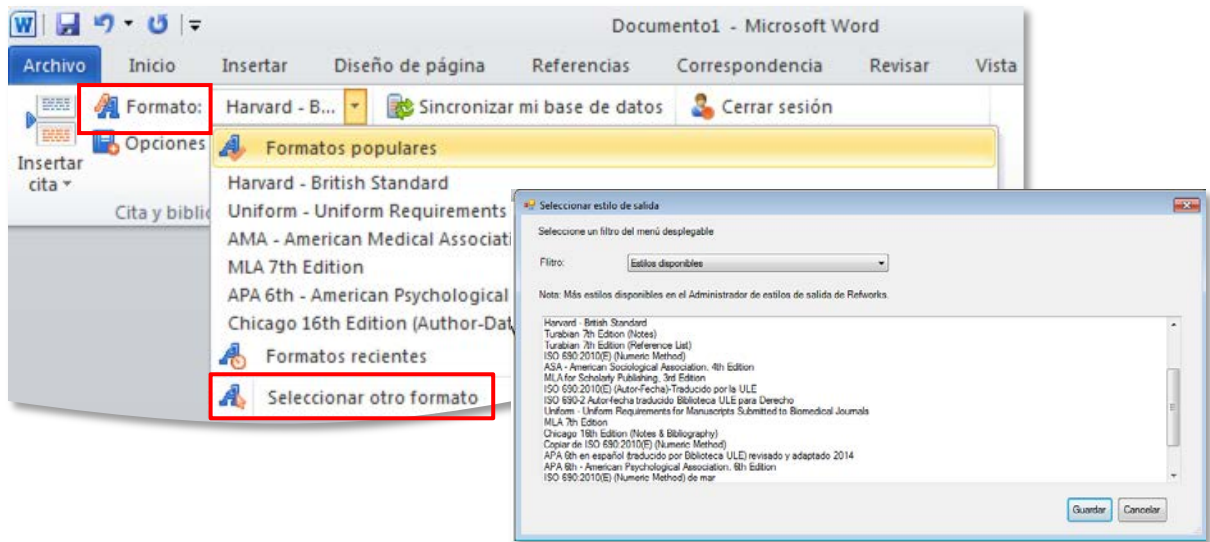 Documento1 - Microsoft Word
Archivo Inicio Insertar Diseño de página Referencias Correspondencia Revisar Vista
Formato: Harvard - B... Sincronizar mi base de datos Cerrar sesión
Opciones
Insertar
cita
Cita y biblio
Formatos populares
Harvard - British Standard
Uniform - Uniform Requirements
AMA - American Medical Associati
MLA 7th Edition
APA 6th - American Psychological
Chicago 16th Edition (Author-Dat
Formatos recientes
Seleccionar otro formato
Seleccionar estilo de salida
Seleccione un filtro del menú desplegable
Filtro: Estilos disponibles
Nota: Más estilos disponibles en el Administrador de estilos de salida de Refworks.
Harvard - British Standard
Turabian 7th Edition (Notes)
Turabian 7th Edition (Reference List)
ISO 690:2010(E) (Numeric Method)
ASA - American Sociological Association, 4th Edition
MLA for Scholarly Publishing, 3rd Edition
ISO 690:2010(E) (Autor-Fecha)-Traducido por la ULE
ISO 690-2 Autor-fecha traducido Biblioteca ULE para Derecho
Uniform - Uniform Requirements for Manuscripts Submitted to Biomedical Journals
MLA 7th Edition
Chicago 16th Edition (Notes & Bibliography)
Copiar de ISO 690:2010(E) (Numeric Method)
APA 6th en español (traducido por Biblioteca ULE) revisado y adaptado 2014
APA 6th - American Psychological Association, 6th Edition
ISO 690:2010(E) (Numeric Method) de mar
Guardar Cancelar